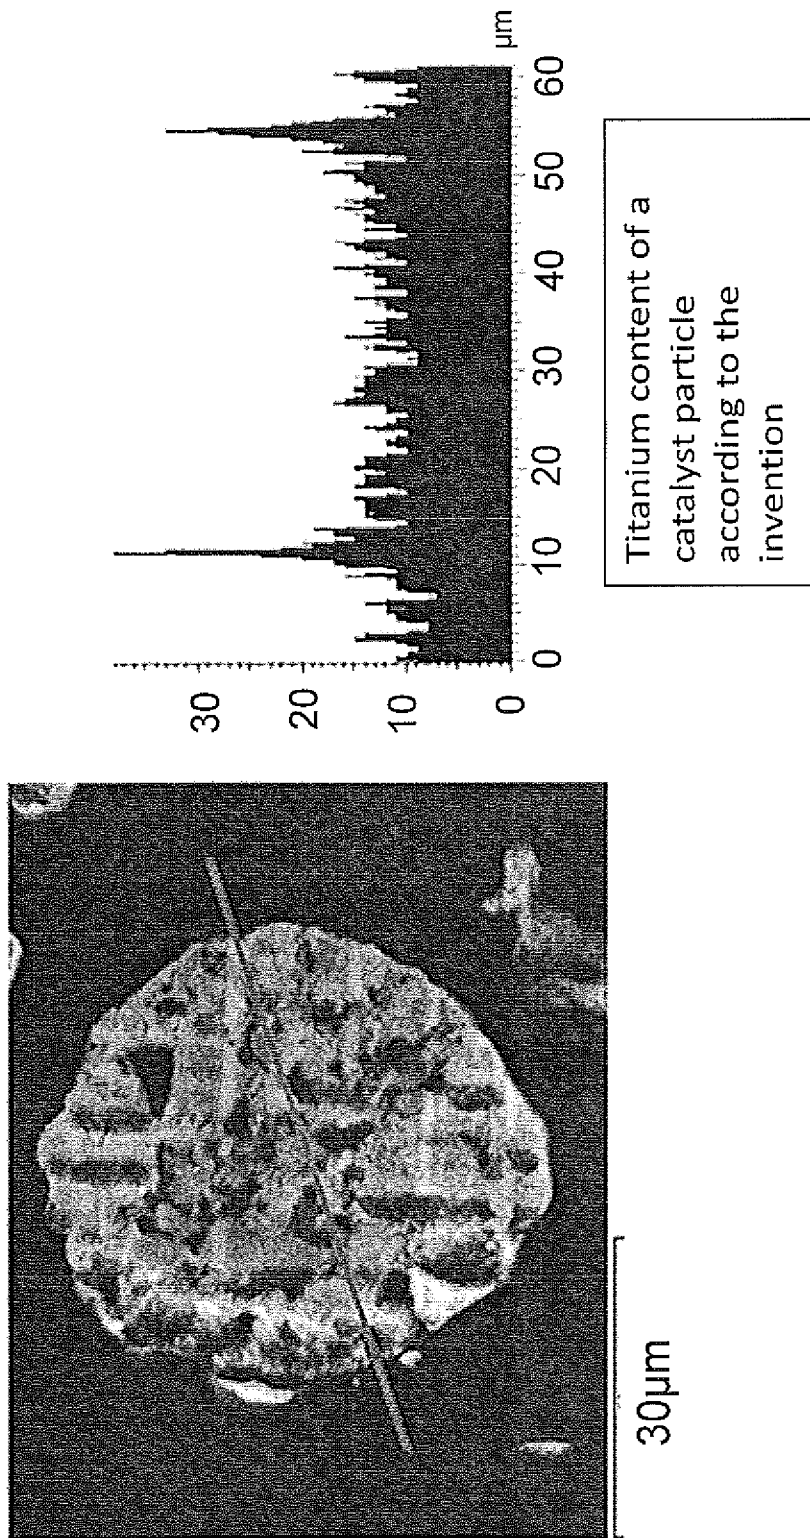 30μm
30
20
10
0
0
10
20
30
40
50
60
μm
Titanium content of a
catalyst particle
according to the
invention